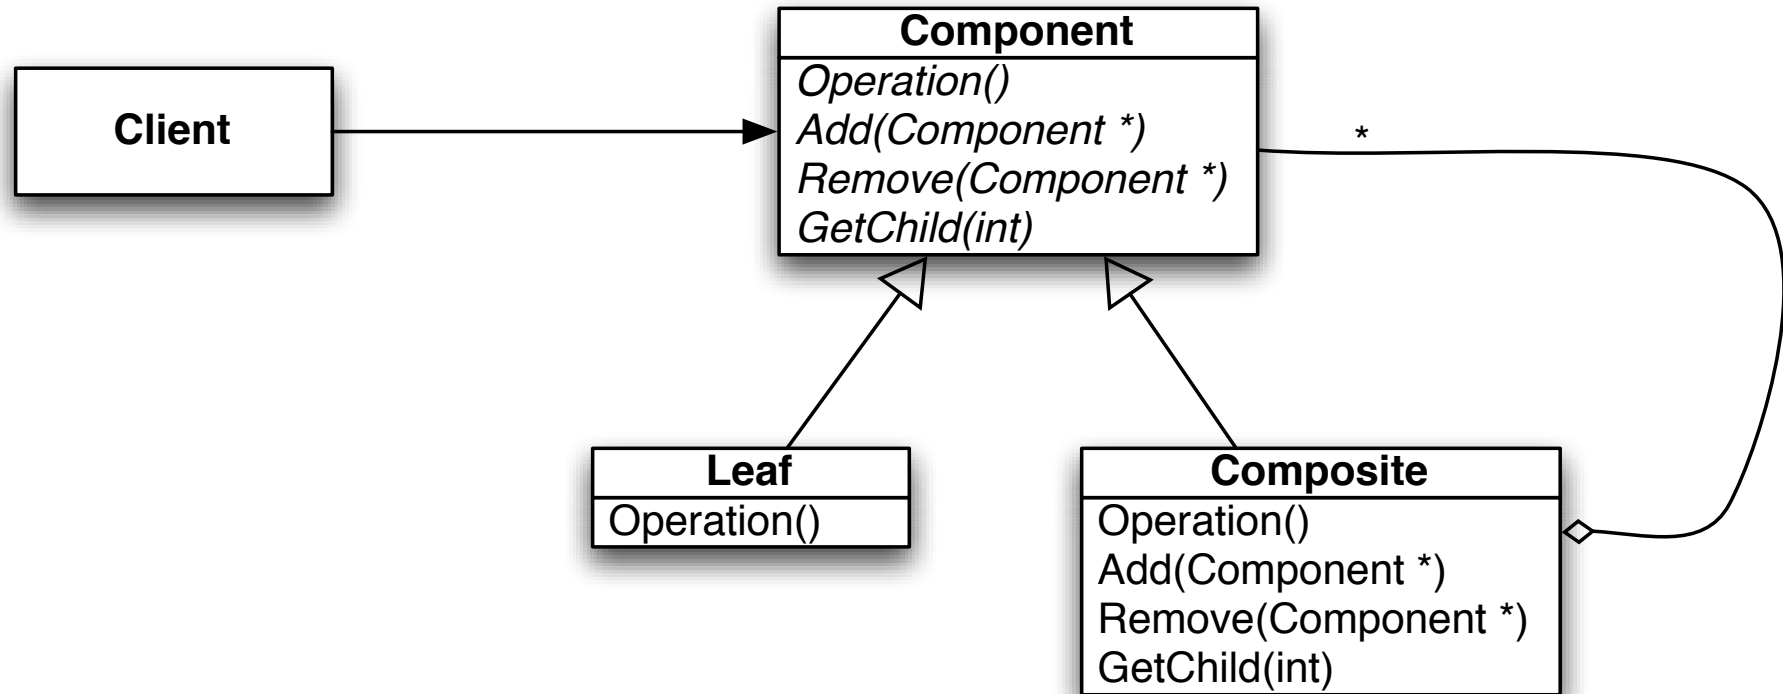 Component
Operation()
Add(Component *)
Remove(Component *)
GetChild(int)
Client
*
Leaf
Operation()
Composite
Operation()
Add(Component *)
Remove(Component *)
GetChild(int)